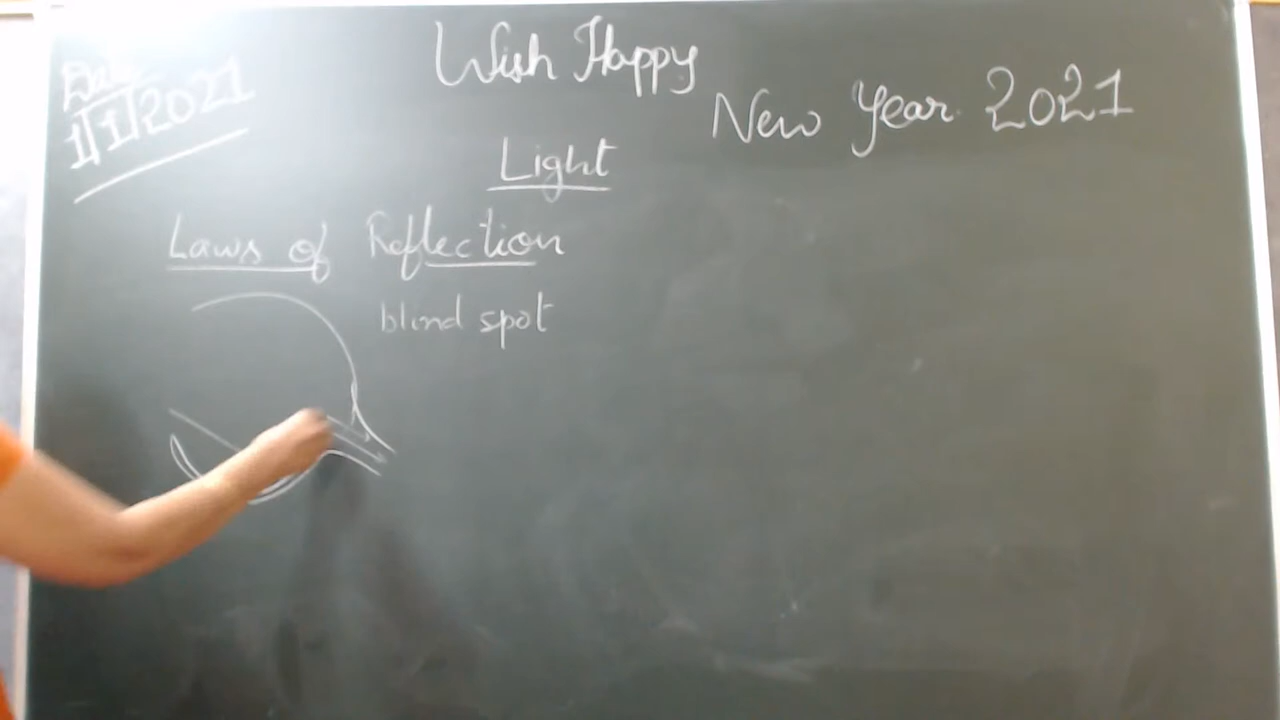 Date
1/1/2021
Wish Happy
New Year 2021
Light
Laws of Reflection
blind spot